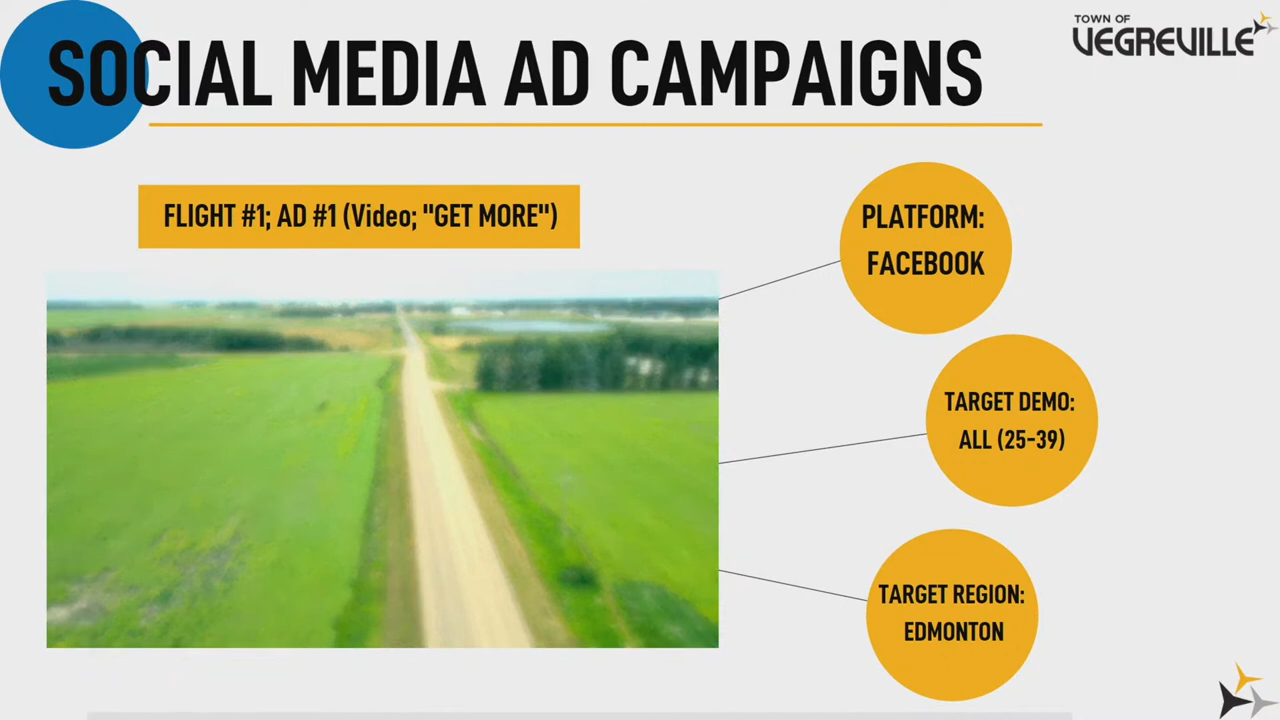 SOCIAL MEDIA AD CAMPAIGNS
TOWN OF
VEGREVILLE
FLIGHT #1; AD #1 (Video; "GET MORE")
PLATFORM:
FACEBOOK
TARGET DEMO:
ALL (25-39)
TARGET REGION:
EDMONTON